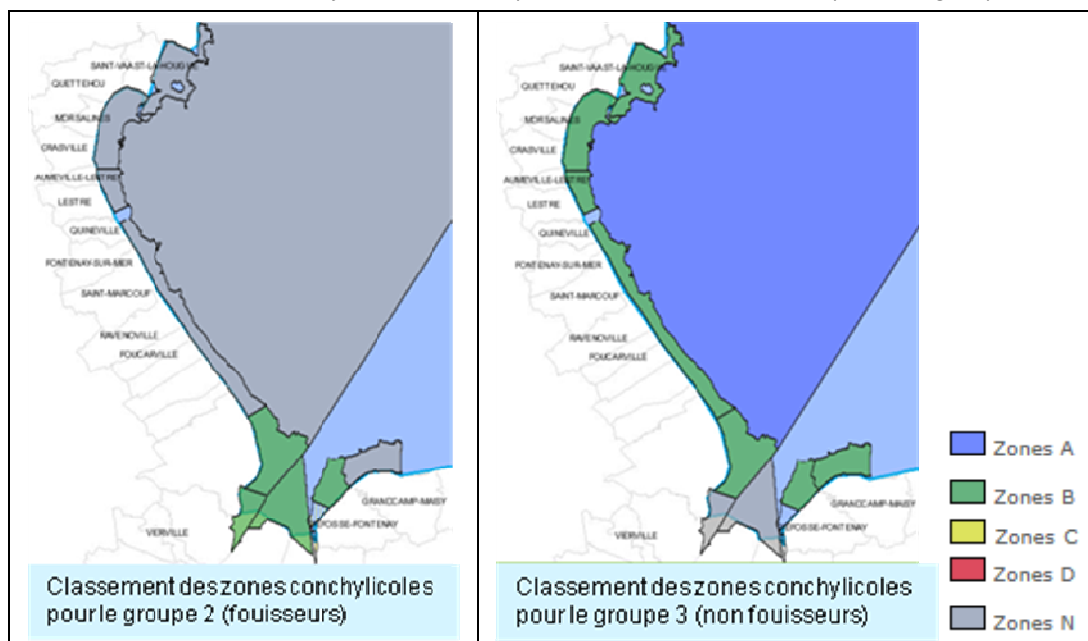 SAINT-VAAST-LA-HOUGUE
QUETTEHOU
MORSALINES
CRASVILLE
AUMEVILLE-LESTRE
LESTRE
QUINEVILLE
FONTENAY-SUR-MER
SAINT-MARCOUF
RAVENOVILLE
FOUCARVILLE
GRANDCAMP-MAISY
OSSE-FONTENAY
VIERVILLE
Classement des zones conchylicoles
pour le groupe 2 (fouisseurs)
SAINT-VAAST-LA-HOUGUE
QUETTEHOU
MORSALINES
CRASVILLE
AUMEVILLE-LESTRE
LESTRE
QUINEVILLE
FONTENAY-SUR-MER
SAINT-MARCOUF
RAVENOVILLE
FOUCARVILLE
GRANDCAMP-MAISY
OSSE-FONTENAY
VIERVILLE
Classement des zones conchylicoles
pour le groupe 3 (non fouisseurs)
Zones A
Zones B
Zones C
Zones D
Zones N